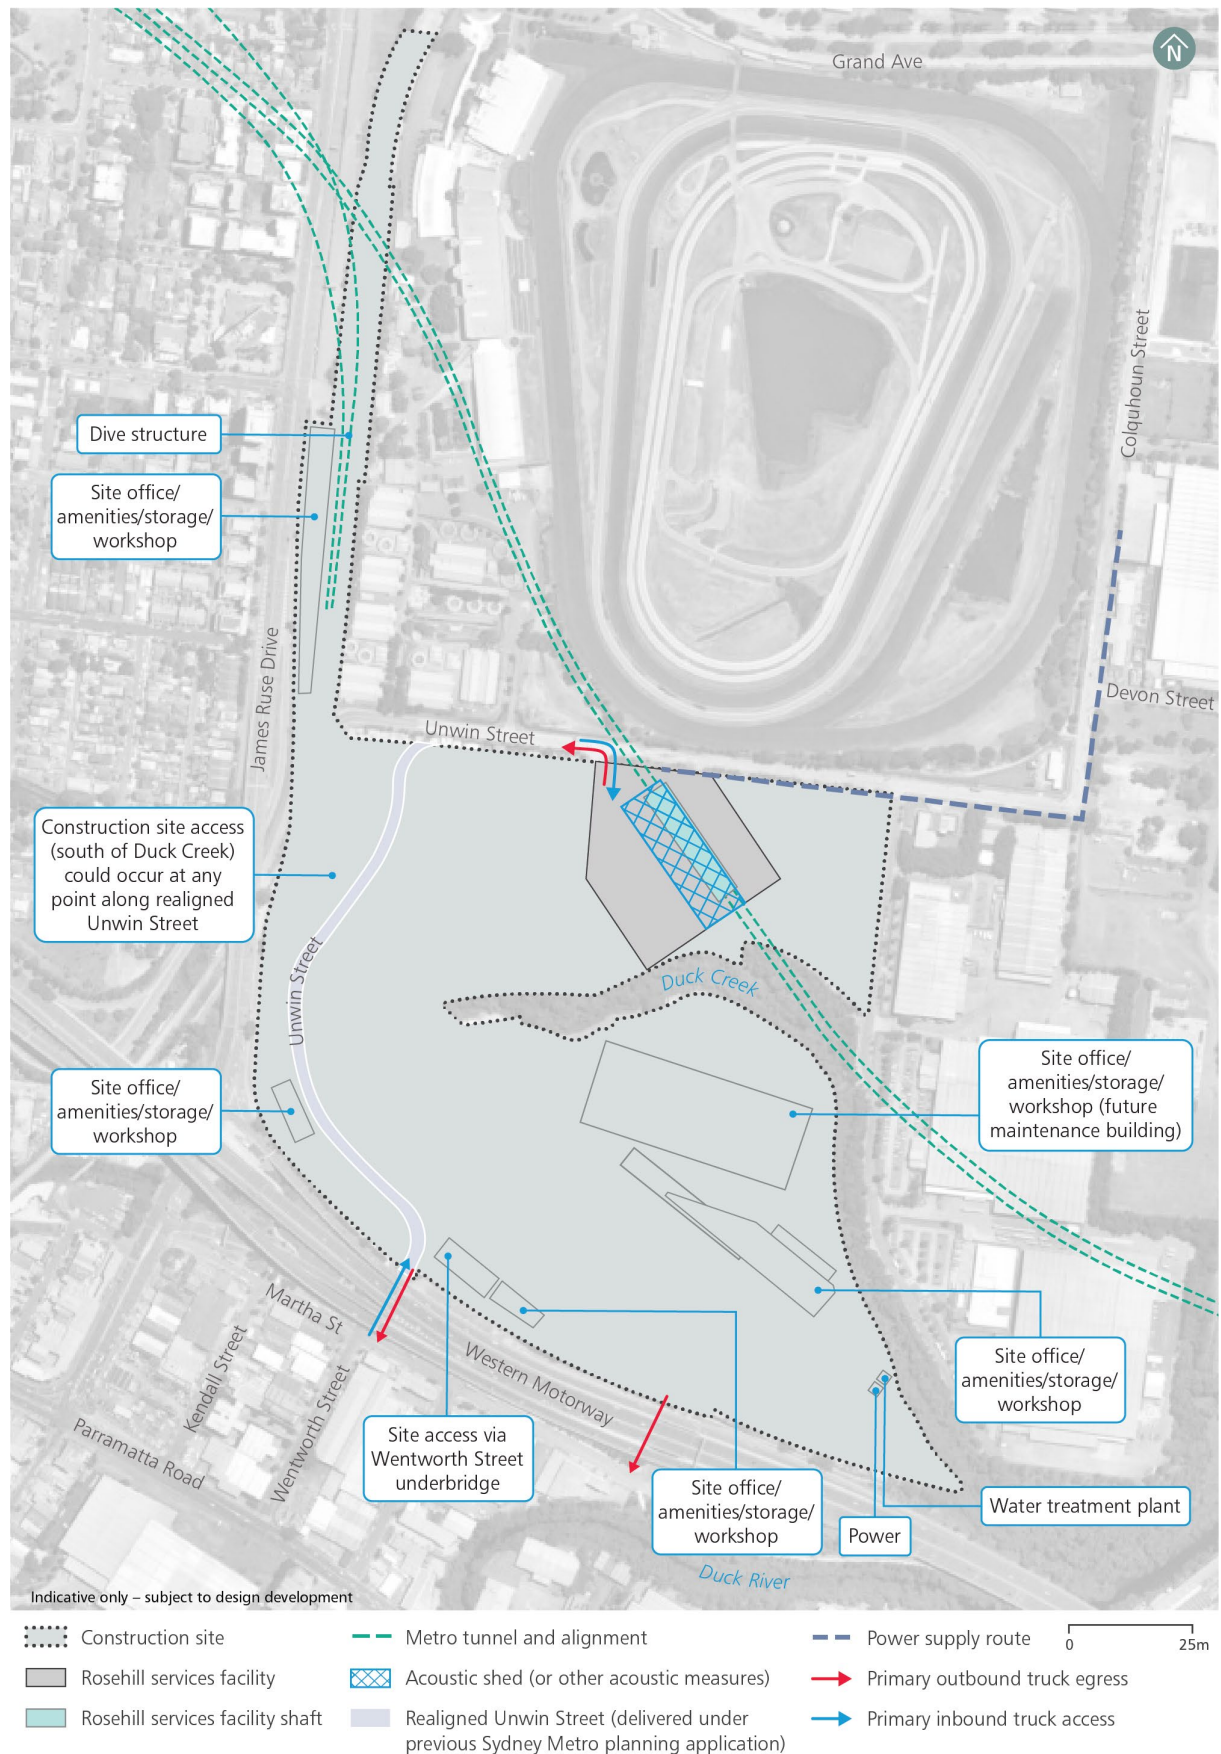 Grand Ave
N
Colquhoun Street
Dive structure
Site office/
amenities/storage/
workshop
James Ruse Drive
Devon Street
Unwin Street
Construction site access
(south of Duck Creek)
could occur at any
point along realigned
Unwin Street
Unwin Street
Duck Creek
Site office/
amenities/storage/
workshop
Site office/
amenities/storage/
workshop (future
maintenance building)
Martha St
Kendall Street
Wentworth Street
Parramatta Road
Western Motorway
Site access via
Wentworth Street
underbridge
Site office/
amenities/storage/
workshop
Site office/
amenities/storage/
workshop
Water treatment plant
Power
Duck River
Indicative only – subject to design development
Construction site
Rosehill services facility
Rosehill services facility shaft
Metro tunnel and alignment
Acoustic shed (or other acoustic measures)
Realigned Unwin Street (delivered under
previous Sydney Metro planning application)
Power supply route
Primary outbound truck egress
Primary inbound truck access
0 25m